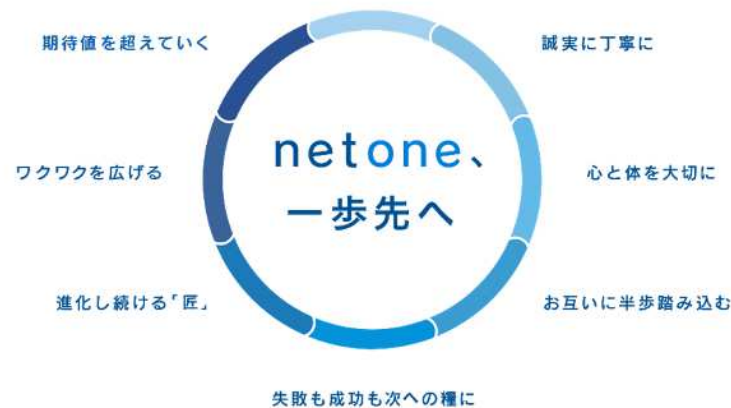 期待値を超えていく
誠実に丁寧に
netone、
一歩先へ
ワクワクを広げる
心と体を大切に
進化し続ける「匠」
お互いに半歩踏み込む
失敗も成功も次への糧に